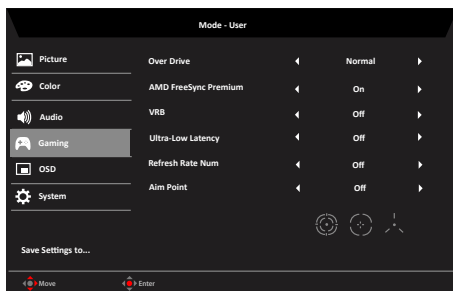 Mode - User
Picture
Color
Audio
Gaming
OSD
System
Over Drive Normal
AMD FreeSync Premium On
VRB Off
Ultra-Low Latency Off
Refresh Rate Num Off
Aim Point Off
Save Settings to...
Move Enter